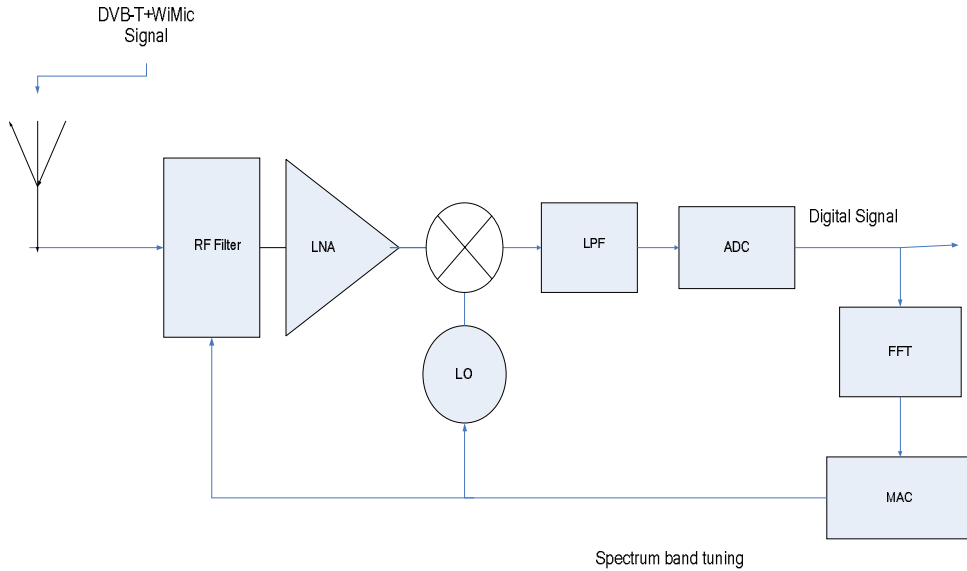 DVB-T+WiMic
Signal
RF Filter
LNA
LPF
ADC
Digital Signal
LO
FFT
MAC
Spectrum band tuning